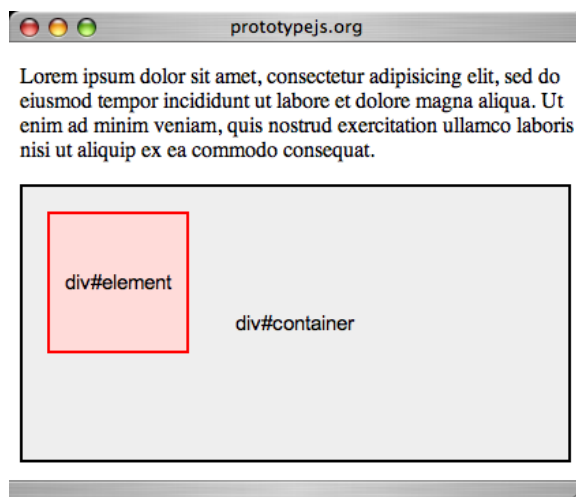 prototypejs.org
Lorem ipsum dolor sit amet, consectetur adipisicing elit, sed do
eiusmod tempor incididunt ut labore et dolore magna aliqua. Ut
enim ad minim veniam, quis nostrud exercitation ullamco laboris
nisi ut aliquip ex ea commodo consequat.
div#element
div#container